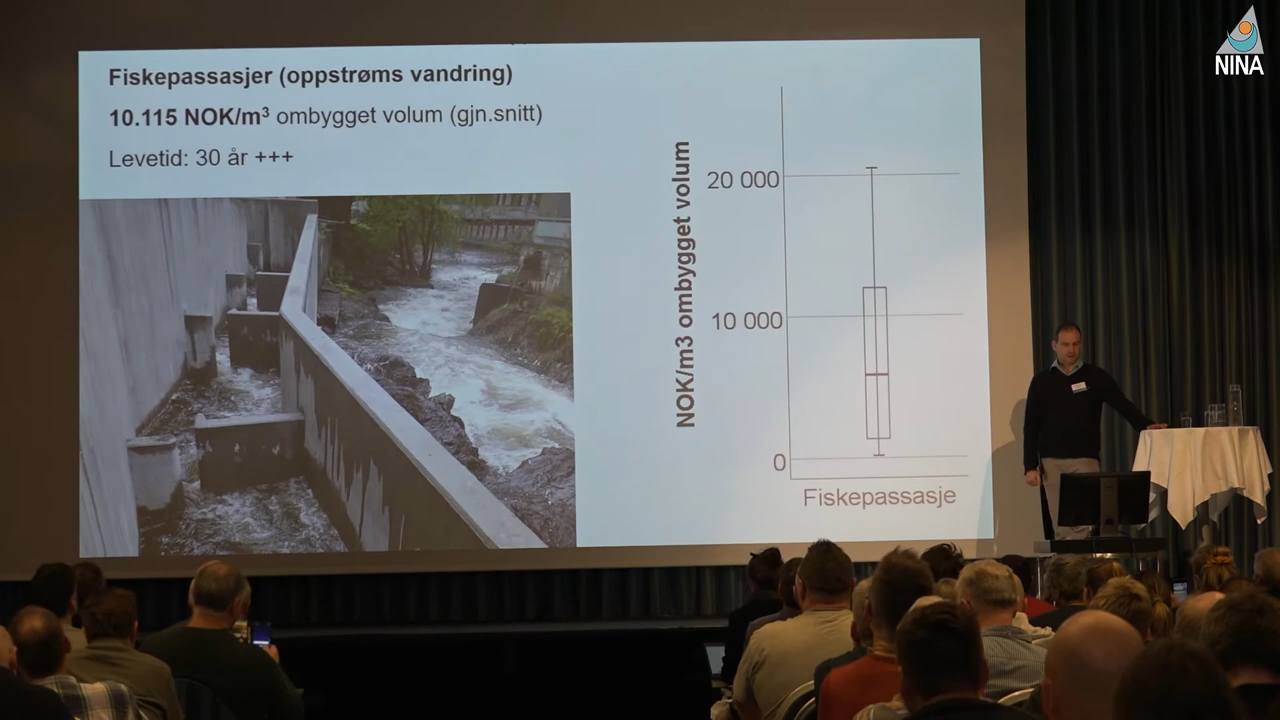 NINA
Fiskepassasjer (oppstrøms vandring)
10.115 NOK/m³ ombygget volum (gjn.snitt)
Levetid: 30 år +++
NOK/m3 ombygget volum
20 000
10 000
0
Fiskepassasje